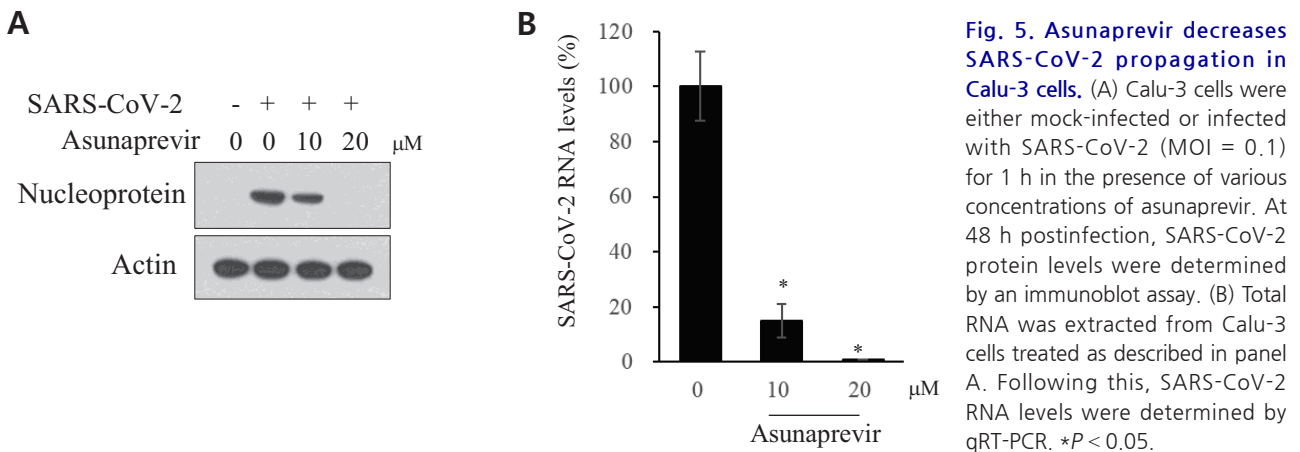 A
SARS-CoV-2 - + + +
Asunaprevir 0 0 10 20 μM
Nucleoprotein
Actin
B
SARS-CoV-2 RNA levels (%)
120
100
80
60
40
20
0
*
*
0 10 20 μM
Asunaprevir
Fig. 5. Asunaprevir decreases
SARS-CoV-2 propagation in
Calu-3 cells. (A) Calu-3 cells were
either mock-infected or infected
with SARS-CoV-2 (MOI = 0.1)
for 1 h in the presence of various
concentrations of asunaprevir. At
48 h postinfection, SARS-CoV-2
protein levels were determined
by an immunoblot assay. (B) Total
RNA was extracted from Calu-3
cells treated as described in panel
A. Following this, SARS-CoV-2
RNA levels were determined by
qRT-PCR. *P < 0.05.